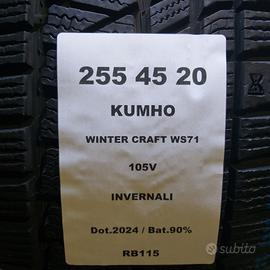 255 45 20
KUMHO
WINTER CRAFT WS71
105V
INVERNALI
Dot.2024 / Bat.90%
RB115
subito